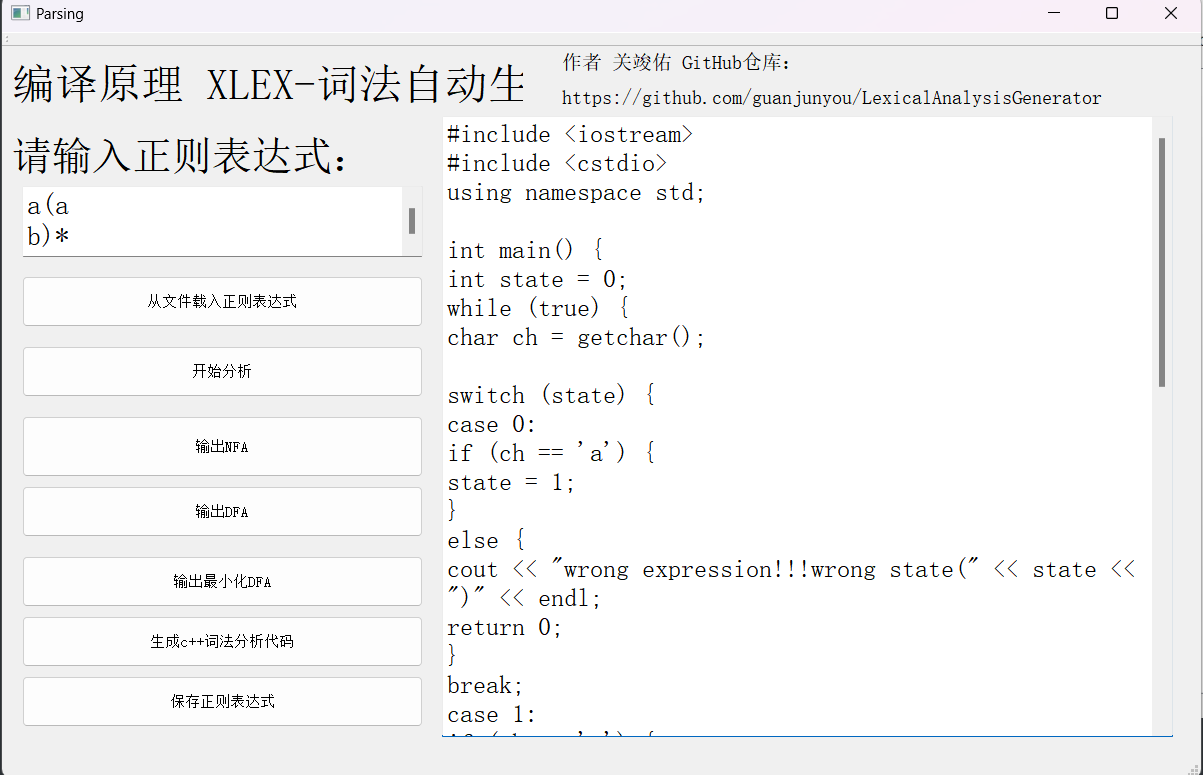 Parsing
编译原理 XLEX-词法自动生
作者 关竣佑 GitHub仓库:
https://github.com/guanjunyou/LexicalAnalysisGenerator
请输入正则表达式:
a(a
b)*
从文件载入正则表达式
开始分析
输出NFA
输出DFA
输出最小化DFA
生成c++词法分析代码
保存正则表达式
#include <iostream>
#include <cstdio>
using namespace std;
int main() {
int state = 0;
while (true) {
char ch = getchar();
switch (state) {
case 0:
if (ch == 'a') {
state = 1;
}
else {
cout << "wrong expression!!!wrong state(" << state <<
")" << endl;
return 0;
}
break;
case 1: